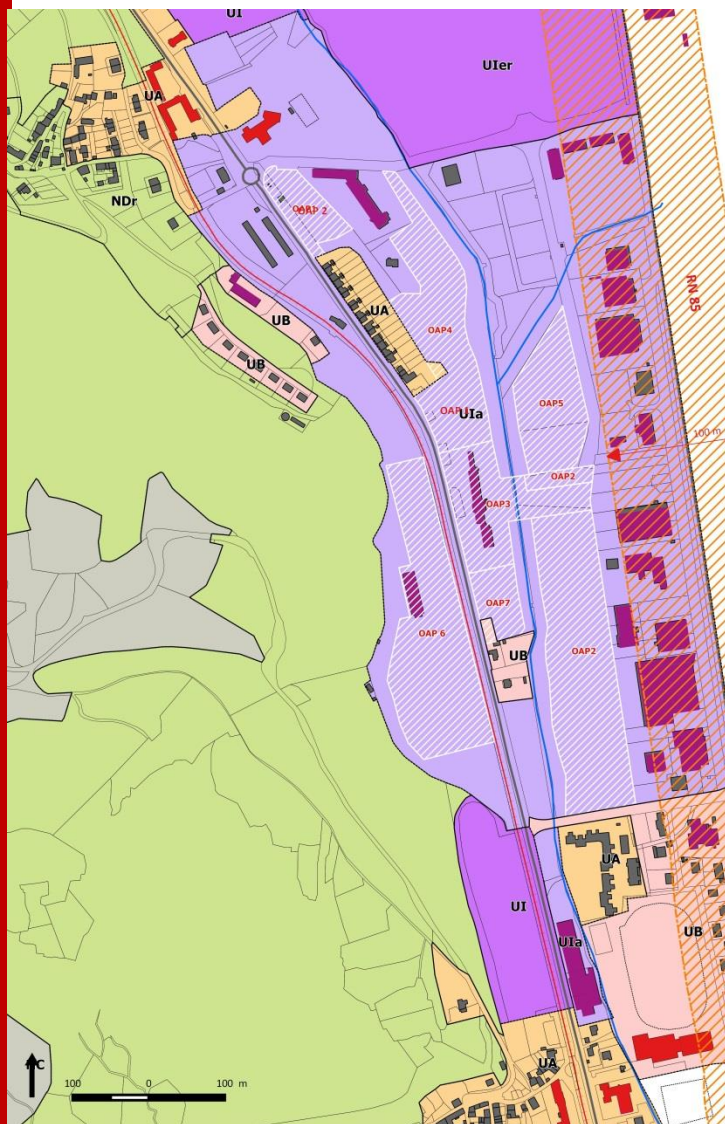 UI
UIer
UA
NDr
OAP 2
RN 85
UB
UA
UB
OAP4
OAP5
UIa
100 m
OAP2
OAP3
OAP7
OAP 6
UB
OAP2
UA
UI
UIa
UB
UA
100 0 100 m